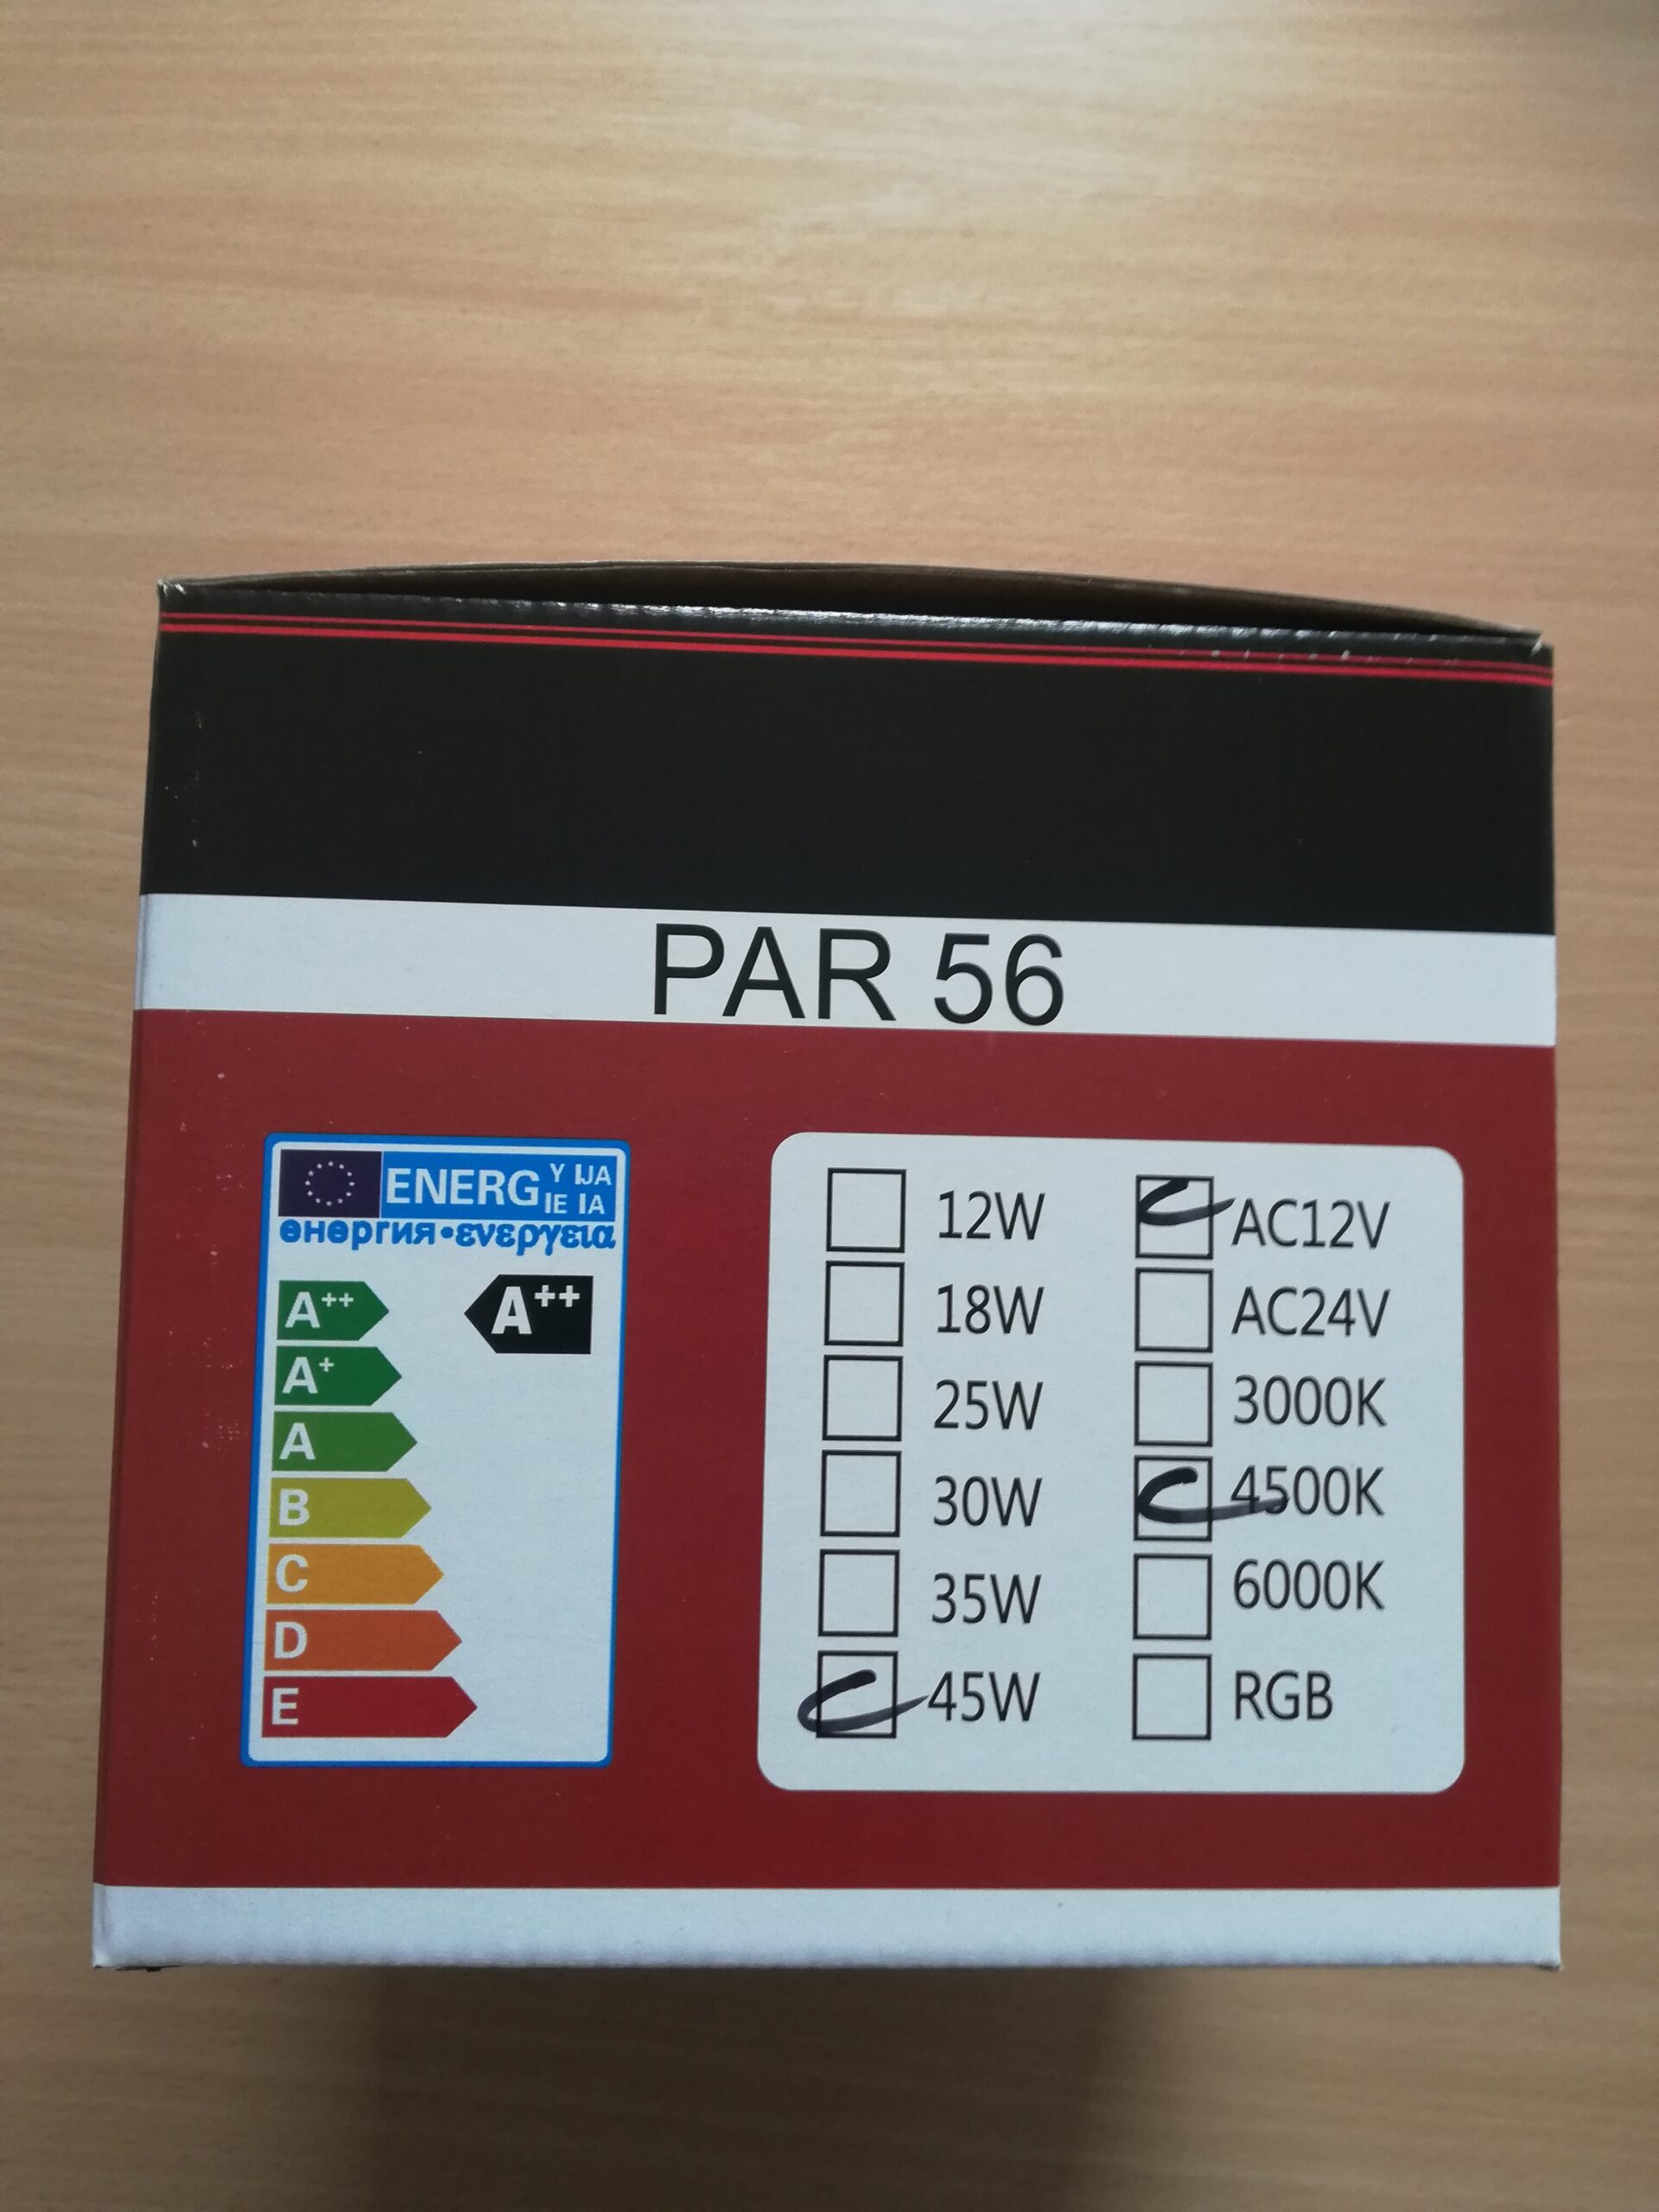 PAR 56
ENERG Y IJA
IE IA
енергия·ενεργεια
A++
A++
A+
A
B
C
D
E
12W
18W
25W
30W
35W
45W
AC12V
AC24V
3000K
4500K
6000K
RGB